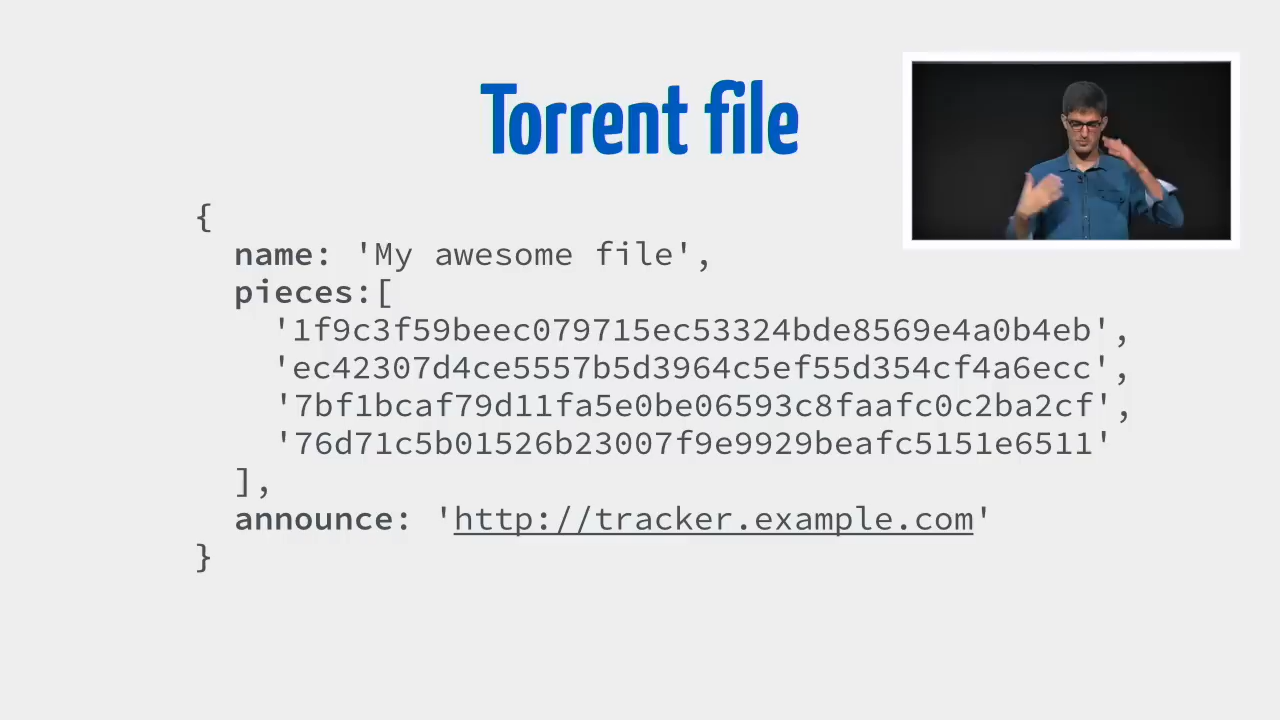 Torrent file
{
name: 'My awesome file',
pieces:[
'1f9c3f59beec079715ec53324bde8569e4a0b4eb',
'ec42307d4ce5557b5d3964c5ef55d354cf4a6ecc',
'7bf1bcaf79d11fa5e0be06593c8faafc0c2ba2cf',
'76d71c5b01526b23007f9e9929beafc5151e6511'
],
announce: 'http://tracker.example.com'
}